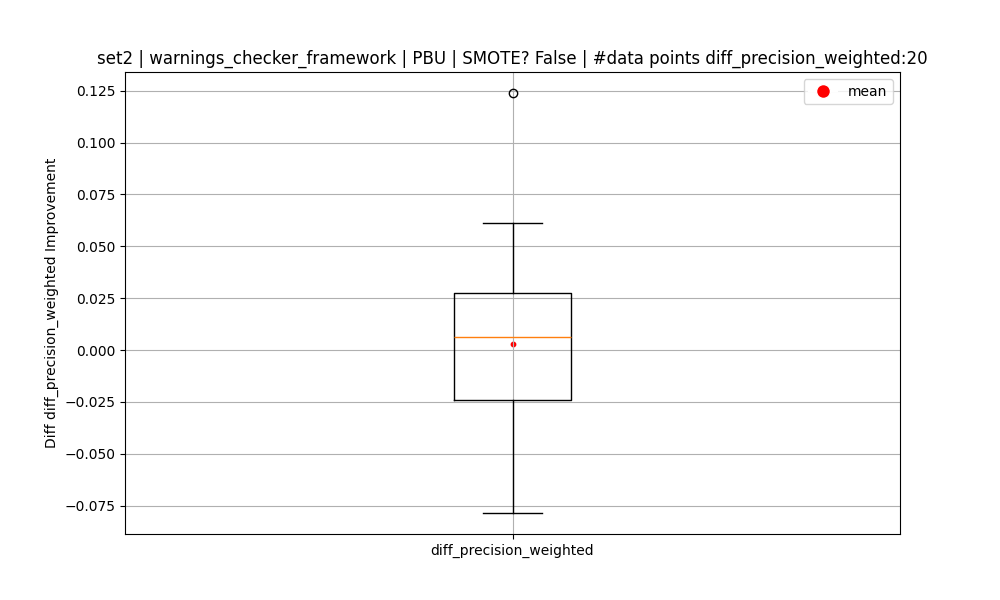 set2 | warnings_checker_framework | PBU | SMOTE? False | #data points diff_precision_weighted:20
mean
0.125
0.100
0.075
0.050
0.025
0.000
−0.025
−0.050
−0.075
Diff diff_precision_weighted Improvement
diff_precision_weighted